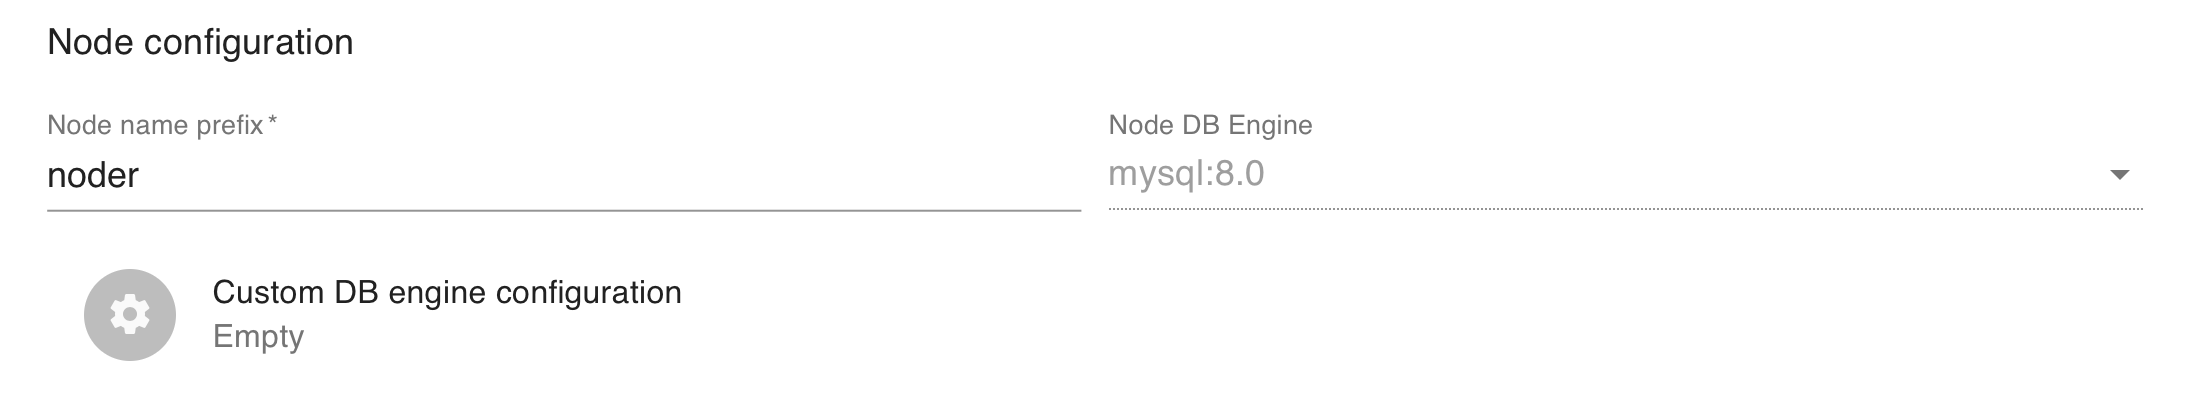 Node configuration
Node name prefix *
noder
Node DB Engine
mysql:8.0
Custom DB engine configuration
Empty